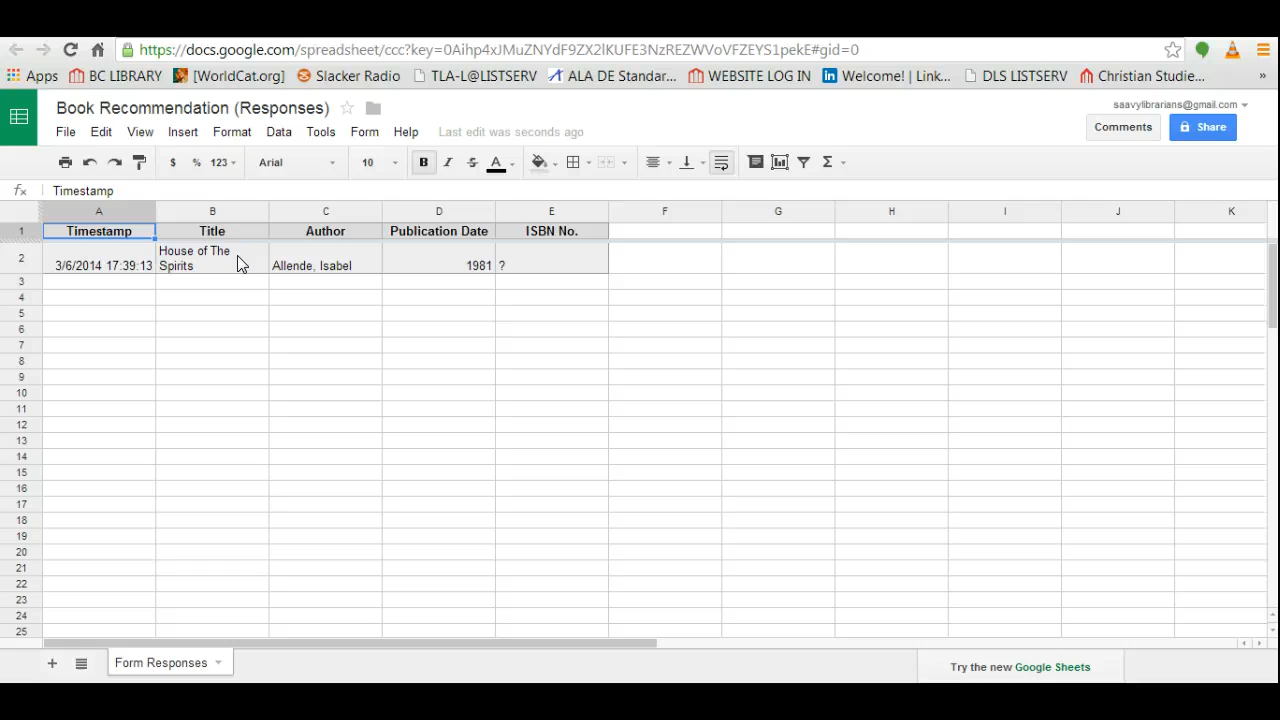 https://docs.google.com/spreadsheet/ccc?key=0Aihp4xJMuZNYdF9ZX2lKUFE3NzREZWVoVFZEYS1pekE#gid=0
Apps BC LIBRARY [WorldCat.org] Slacker Radio TLA-L@LISTSERV ALA DE Standar... WEBSITE LOG IN Welcome! | Link... DLS LISTSERV Christian Studie... »
Book Recommendation (Responses) saavylibrarians@gmail.com
File Edit View Insert Format Data Tools Form Help Last edit was seconds ago Comments Share
$ % 123 Arial 10 B I S A Σ
fx Timestamp
A B C D E F G H I J K
1 Timestamp Title Author Publication Date ISBN No.
House of The
2 3/6/2014 17:39:13 Spirits Allende, Isabel 1981 ?
3
4
5
6
7
8
9
10
11
12
13
14
15
16
17
18
19
20
21
22
23
24
25
+ Form Responses Try the new Google Sheets